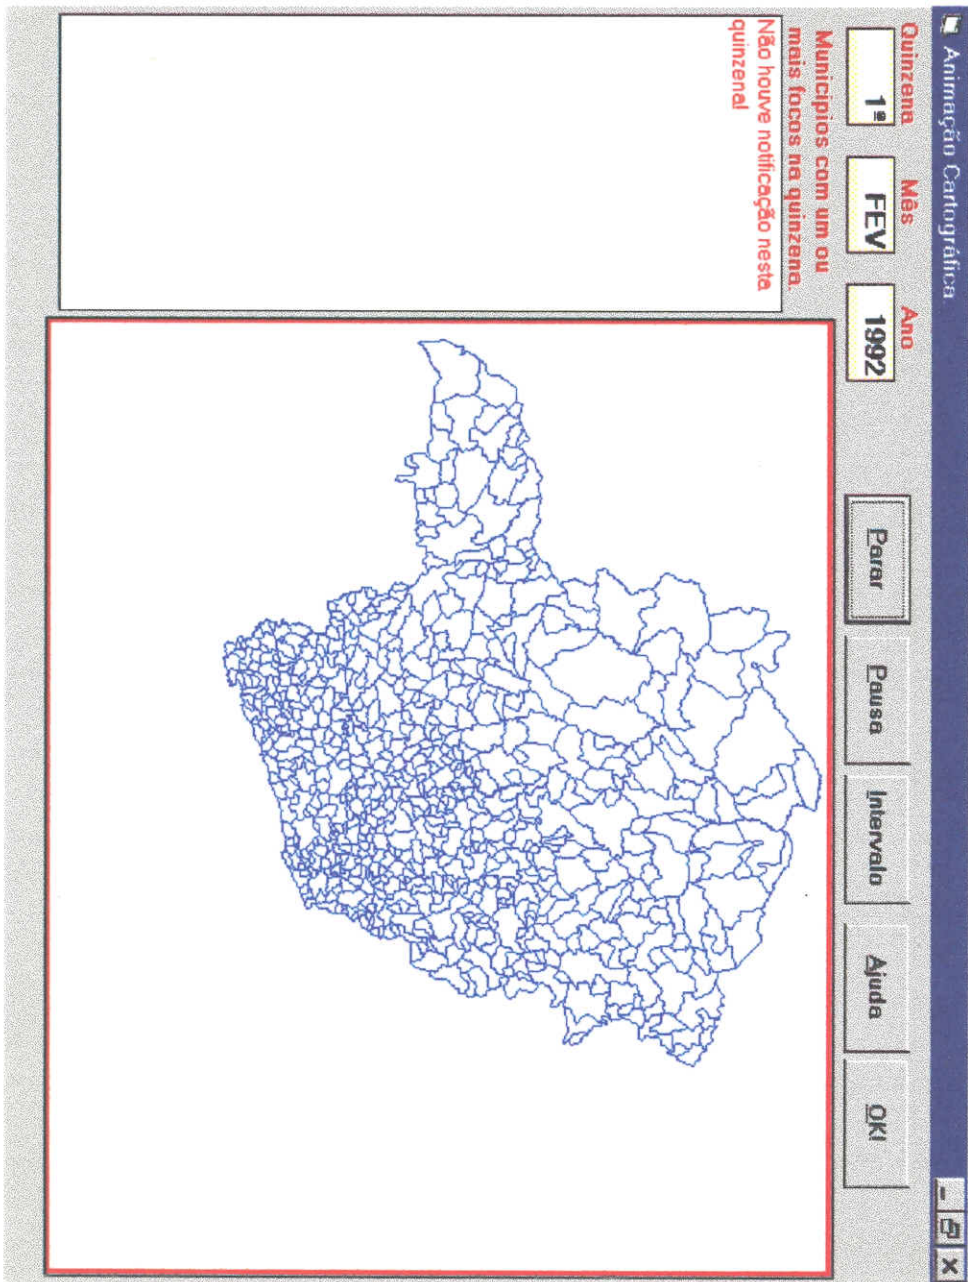 Animação Cartográfica
Quinzena Mês Ano
1ª FEV 1992
Parar Pausa Intervalo Ajuda OK!
Municípios com um ou
mais focos na quinzena.
Não houve notificação nesta
quinzena!